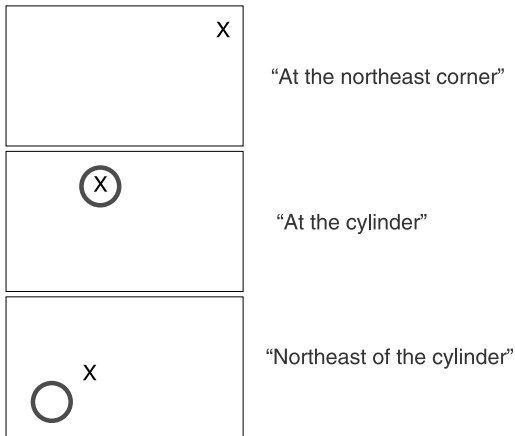 X
“At the northeast corner”
X
“At the cylinder”
“Northeast of the cylinder”
X